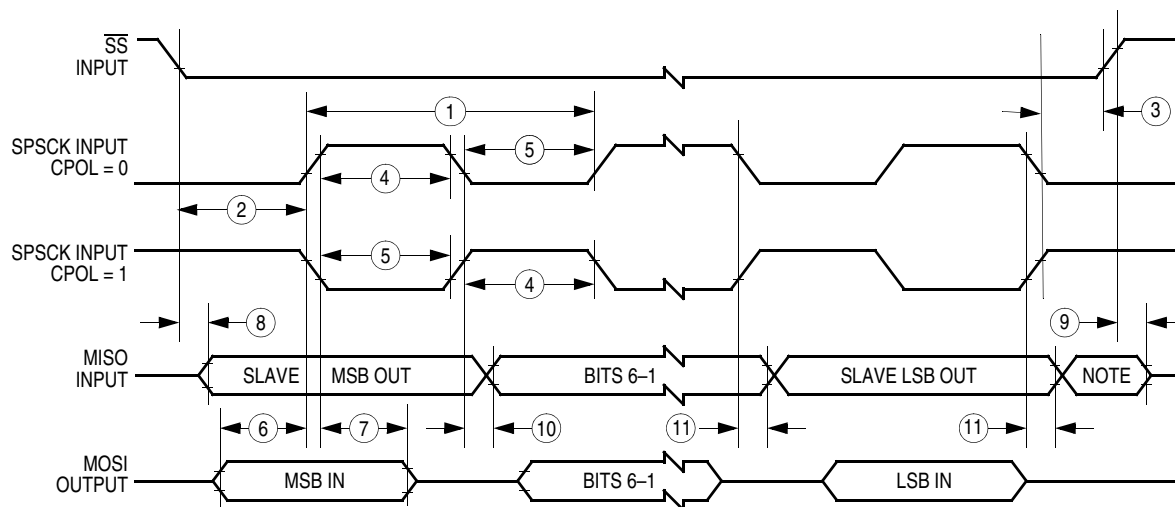 SS
INPUT
1
3
SPSCK INPUT
CPOL = 0
5
4
2
SPSCK INPUT
CPOL = 1
5
4
8
9
MISO
INPUT
SLAVE MSB OUT
BITS 6–1
SLAVE LSB OUT
NOTE
6
7
10
11
11
MOSI
OUTPUT
MSB IN
BITS 6–1
LSB IN